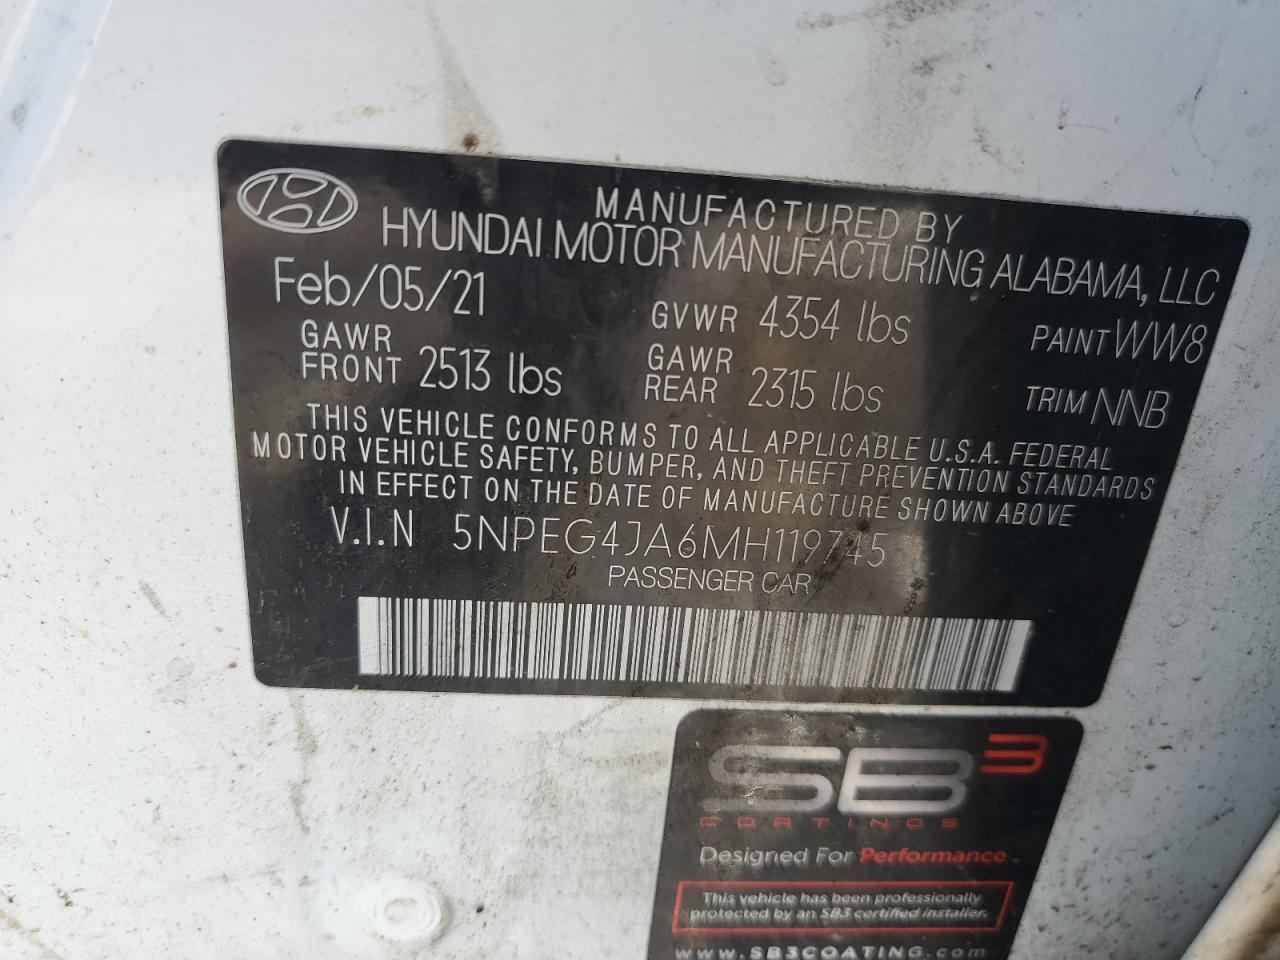 MANUFACTURED BY
HYUNDAI MOTOR MANUFACTURING ALABAMA, LLC
Feb/05/21
GVWR 4354 lbs
PAINT WW8
GAWR FRONT 2513 lbs
GAWR REAR 2315 lbs
TRIM NNB
THIS VEHICLE CONFORMS TO ALL APPLICABLE U.S.A. FEDERAL
MOTOR VEHICLE SAFETY, BUMPER, AND THEFT PREVENTION STANDARDS
IN EFFECT ON THE DATE OF MANUFACTURE SHOWN ABOVE
V.I.N 5NPEG4JA6MH119745
PASSENGER CAR
SB3
COATINGS
Designed For Performance
This vehicle has been professionally
protected by an SB3 certified installer.
www.SB3COATING.com